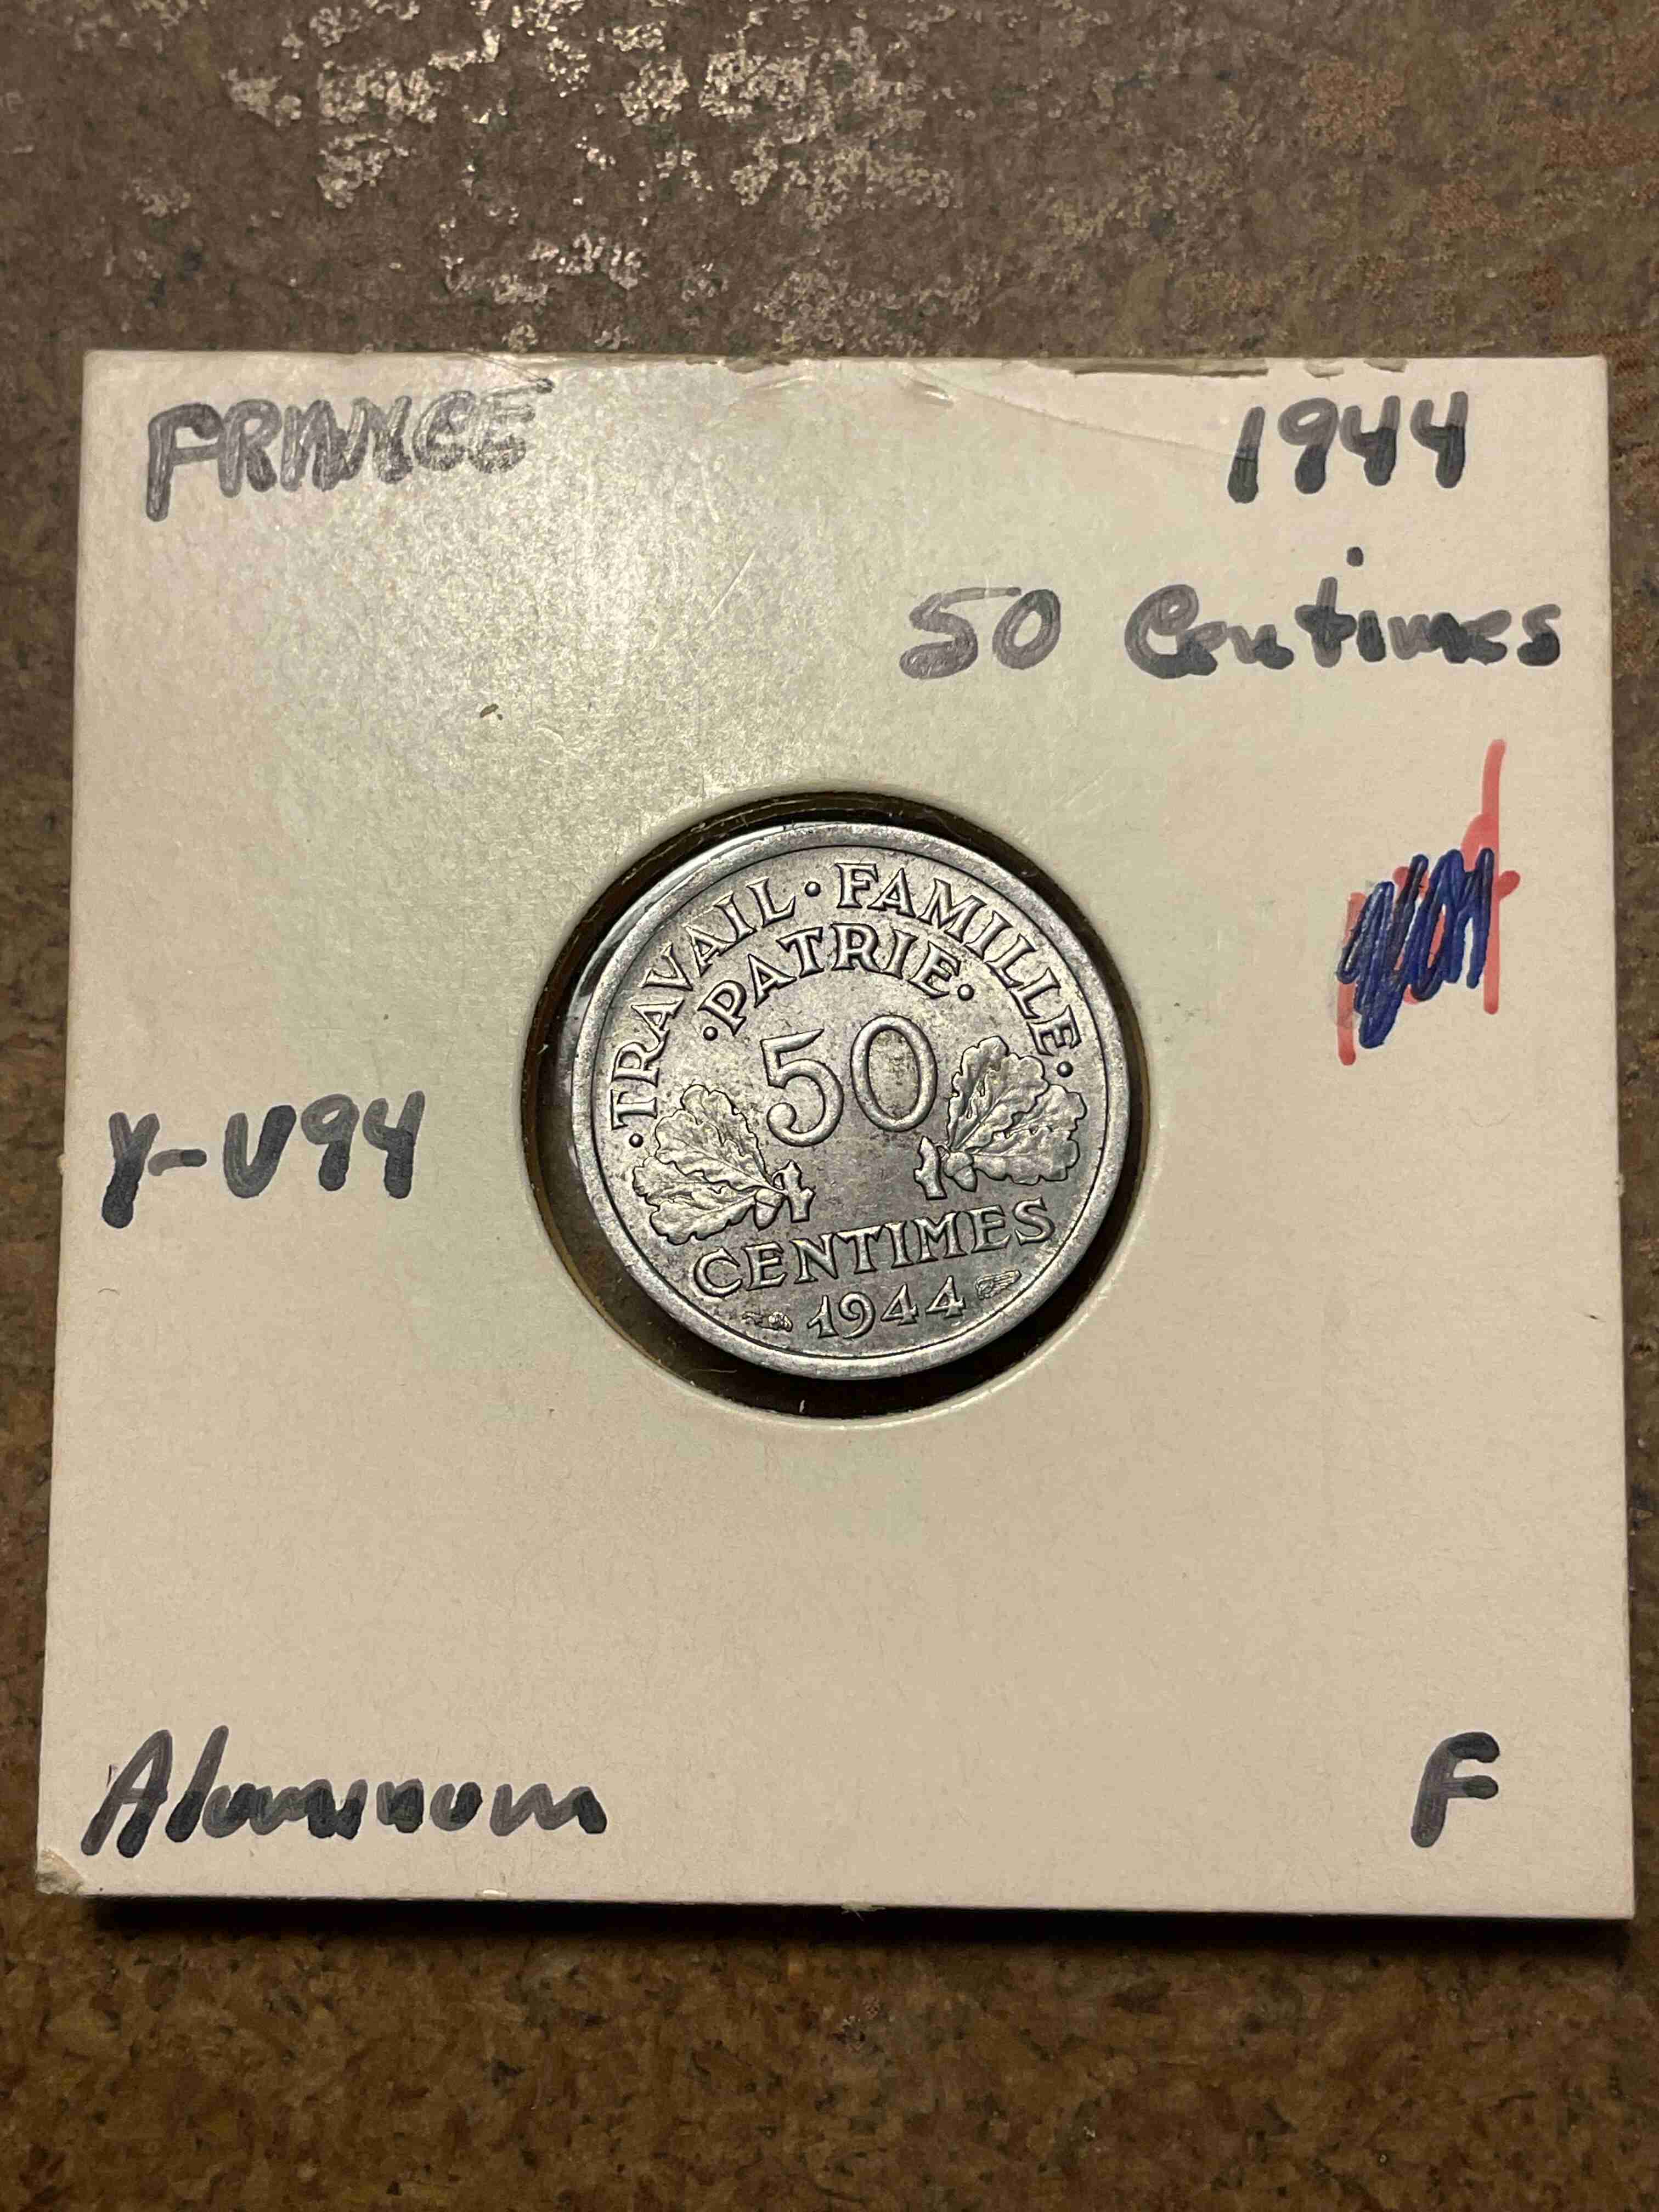 FRANCE 1944
50 Centimes
· TRAVAIL · FAMILLE ·
· PATRIE ·
50
CENTIMES
1944
Y-V94
Aluminum F